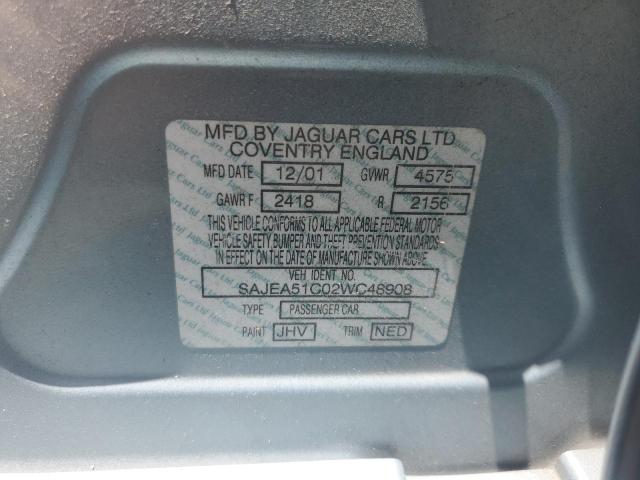 MFD BY JAGUAR CARS LTD
COVENTRY ENGLAND
MFD DATE 12/01 GVWR 4575
GAWR F 2418 R 2156
THIS VEHICLE CONFORMS TO ALL APPLICABLE FEDERAL MOTOR
VEHICLE SAFETY BUMPER AND THEFT PREVENTION STANDARDS
IN EFFECT ON THE DATE OF MANUFACTURE SHOWN ABOVE.
VEH IDENT NO.
SAJEA51C02WC48908
TYPE PASSENGER CAR
PAINT JHV TRIM NED